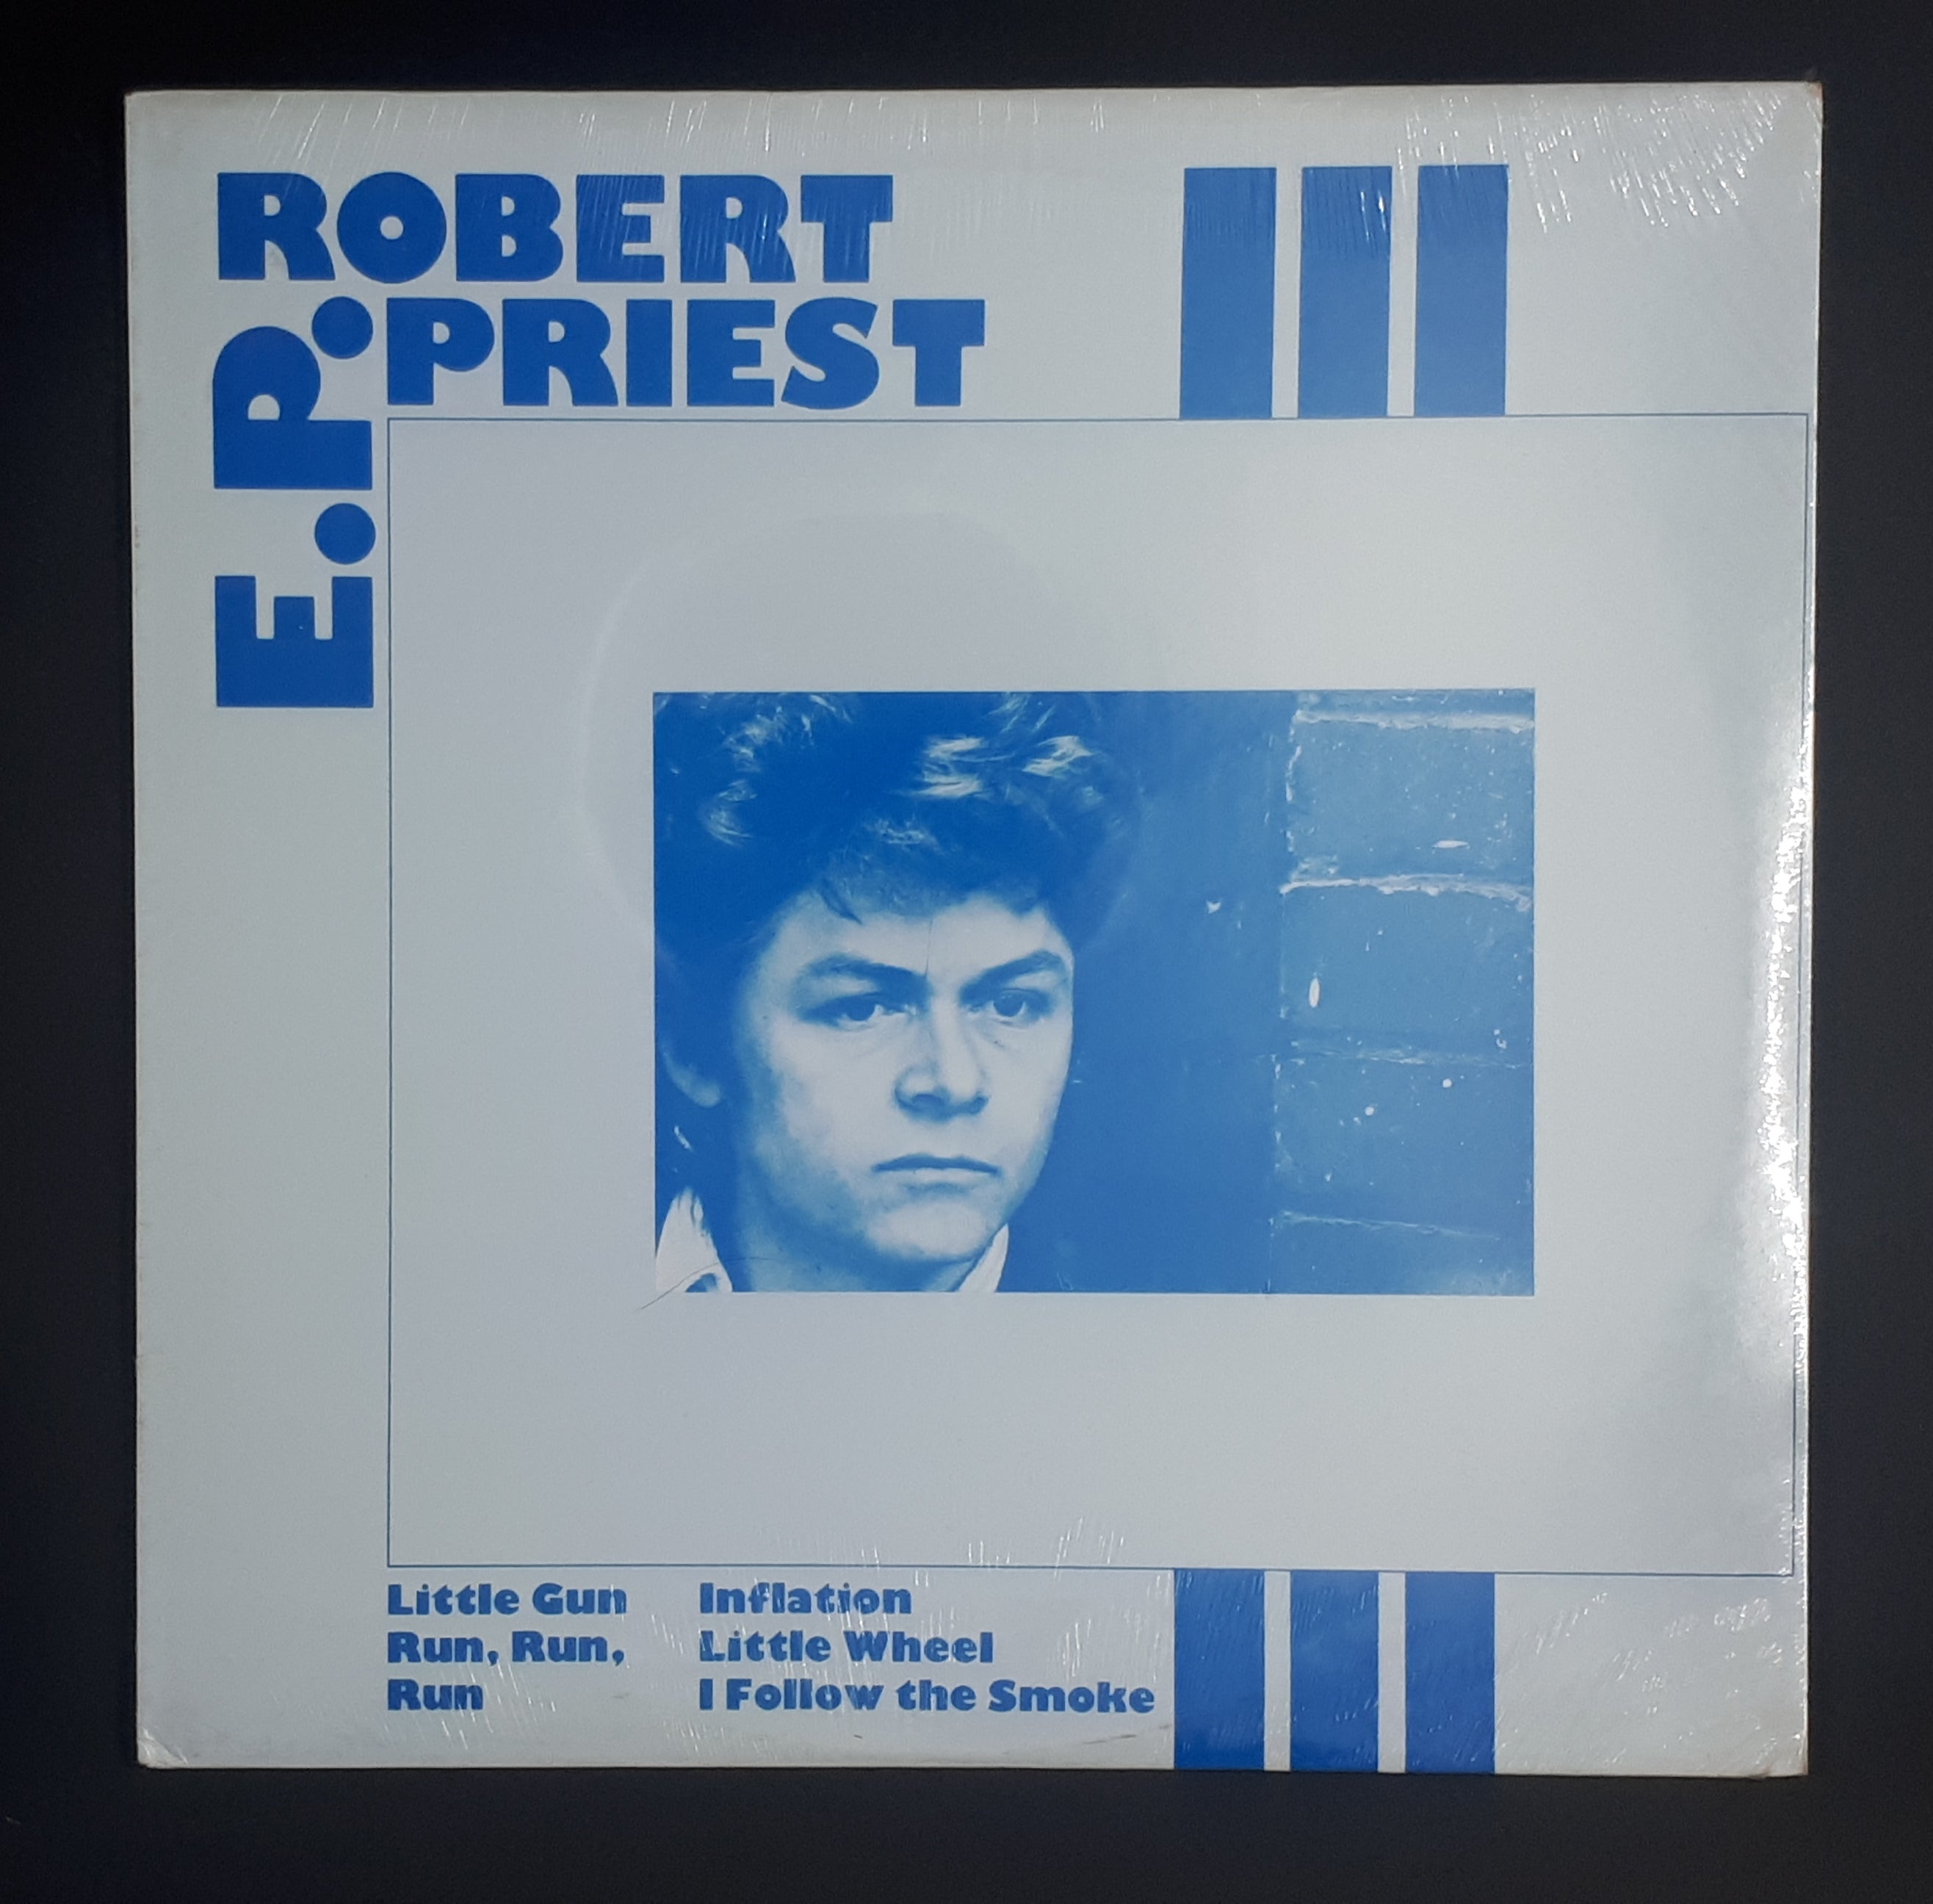 ROBERT
PRIEST
E.P.
Little Gun
Run, Run,
Run
Inflation
Little Wheel
I Follow the Smoke